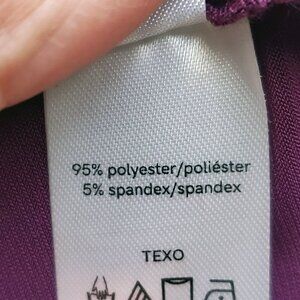 95% polyester/poliéster
5% spandex/spandex
TEXO